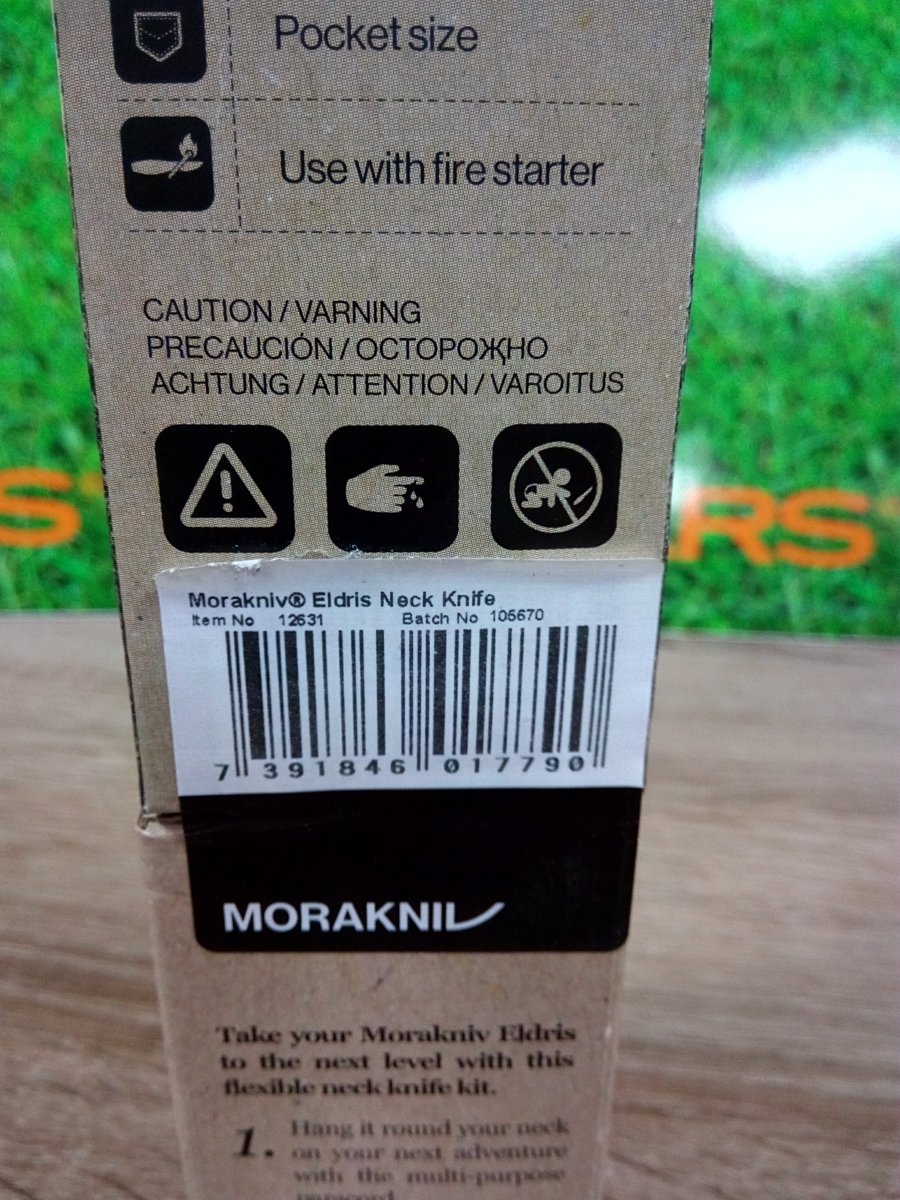 Pocket size
Use with fire starter
CAUTION / VARNING
PRECAUCIÓN / ОСТОРОЖНО
ACHTUNG / ATTENTION / VAROITUS
S
ARS
Morakniv® Eldris Neck Knife
Item No 12631 Batch No 105670
7 391846 017790
MORAKNIV
Take your Morakniv Eldris
to the next level with this
flexible neck knife kit.
1. Hang it round your neck
on your next adventure
with the multi-purpose
paracord